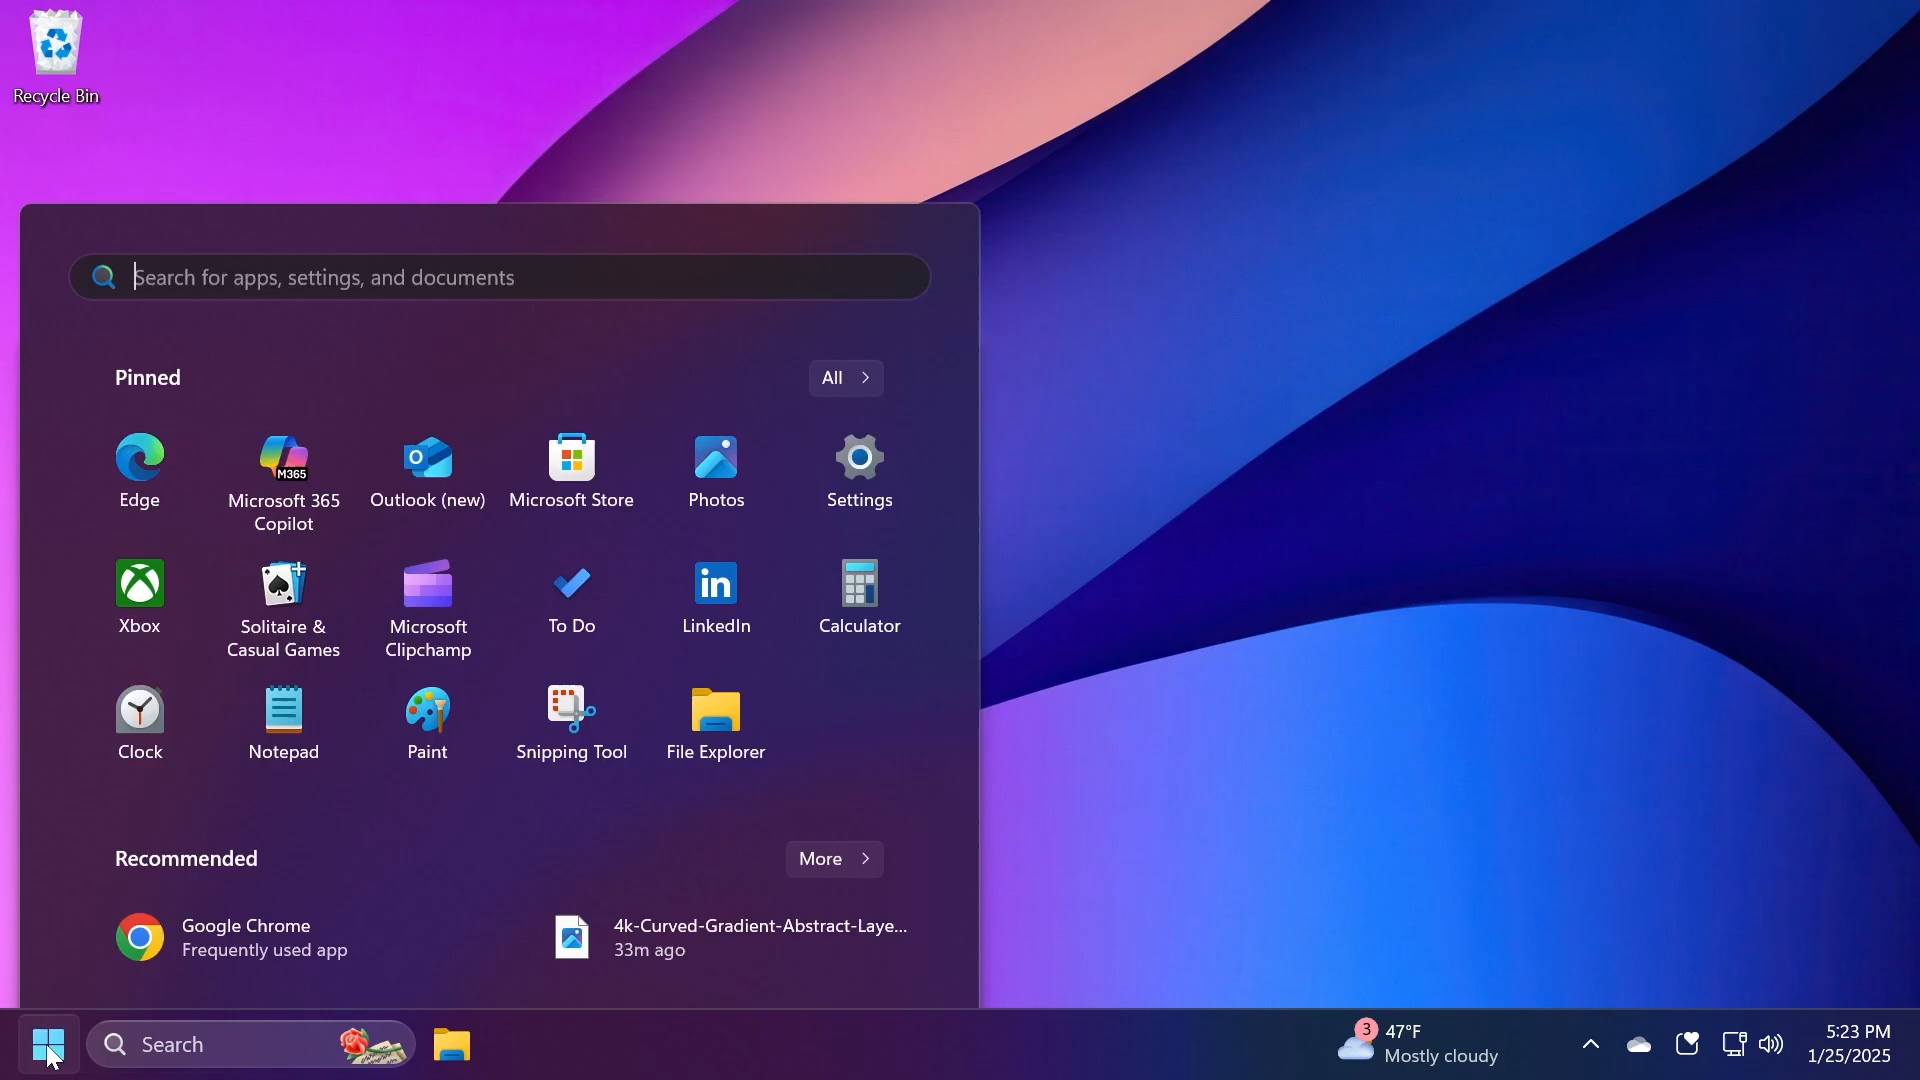 Recycle Bin
Search for apps, settings, and documents
Pinned
All
Edge
Microsoft 365
Copilot
M365
Outlook (new)
Microsoft Store
Photos
Settings
Xbox
Solitaire &
Casual Games
Microsoft
Clipchamp
To Do
in
LinkedIn
Calculator
Clock
Notepad
Paint
Snipping Tool
File Explorer
Recommended
More
Google Chrome
Frequently used app
4k-Curved-Gradient-Abstract-Laye...
33m ago
Search
3
47°F
Mostly cloudy
5:23 PM
1/25/2025